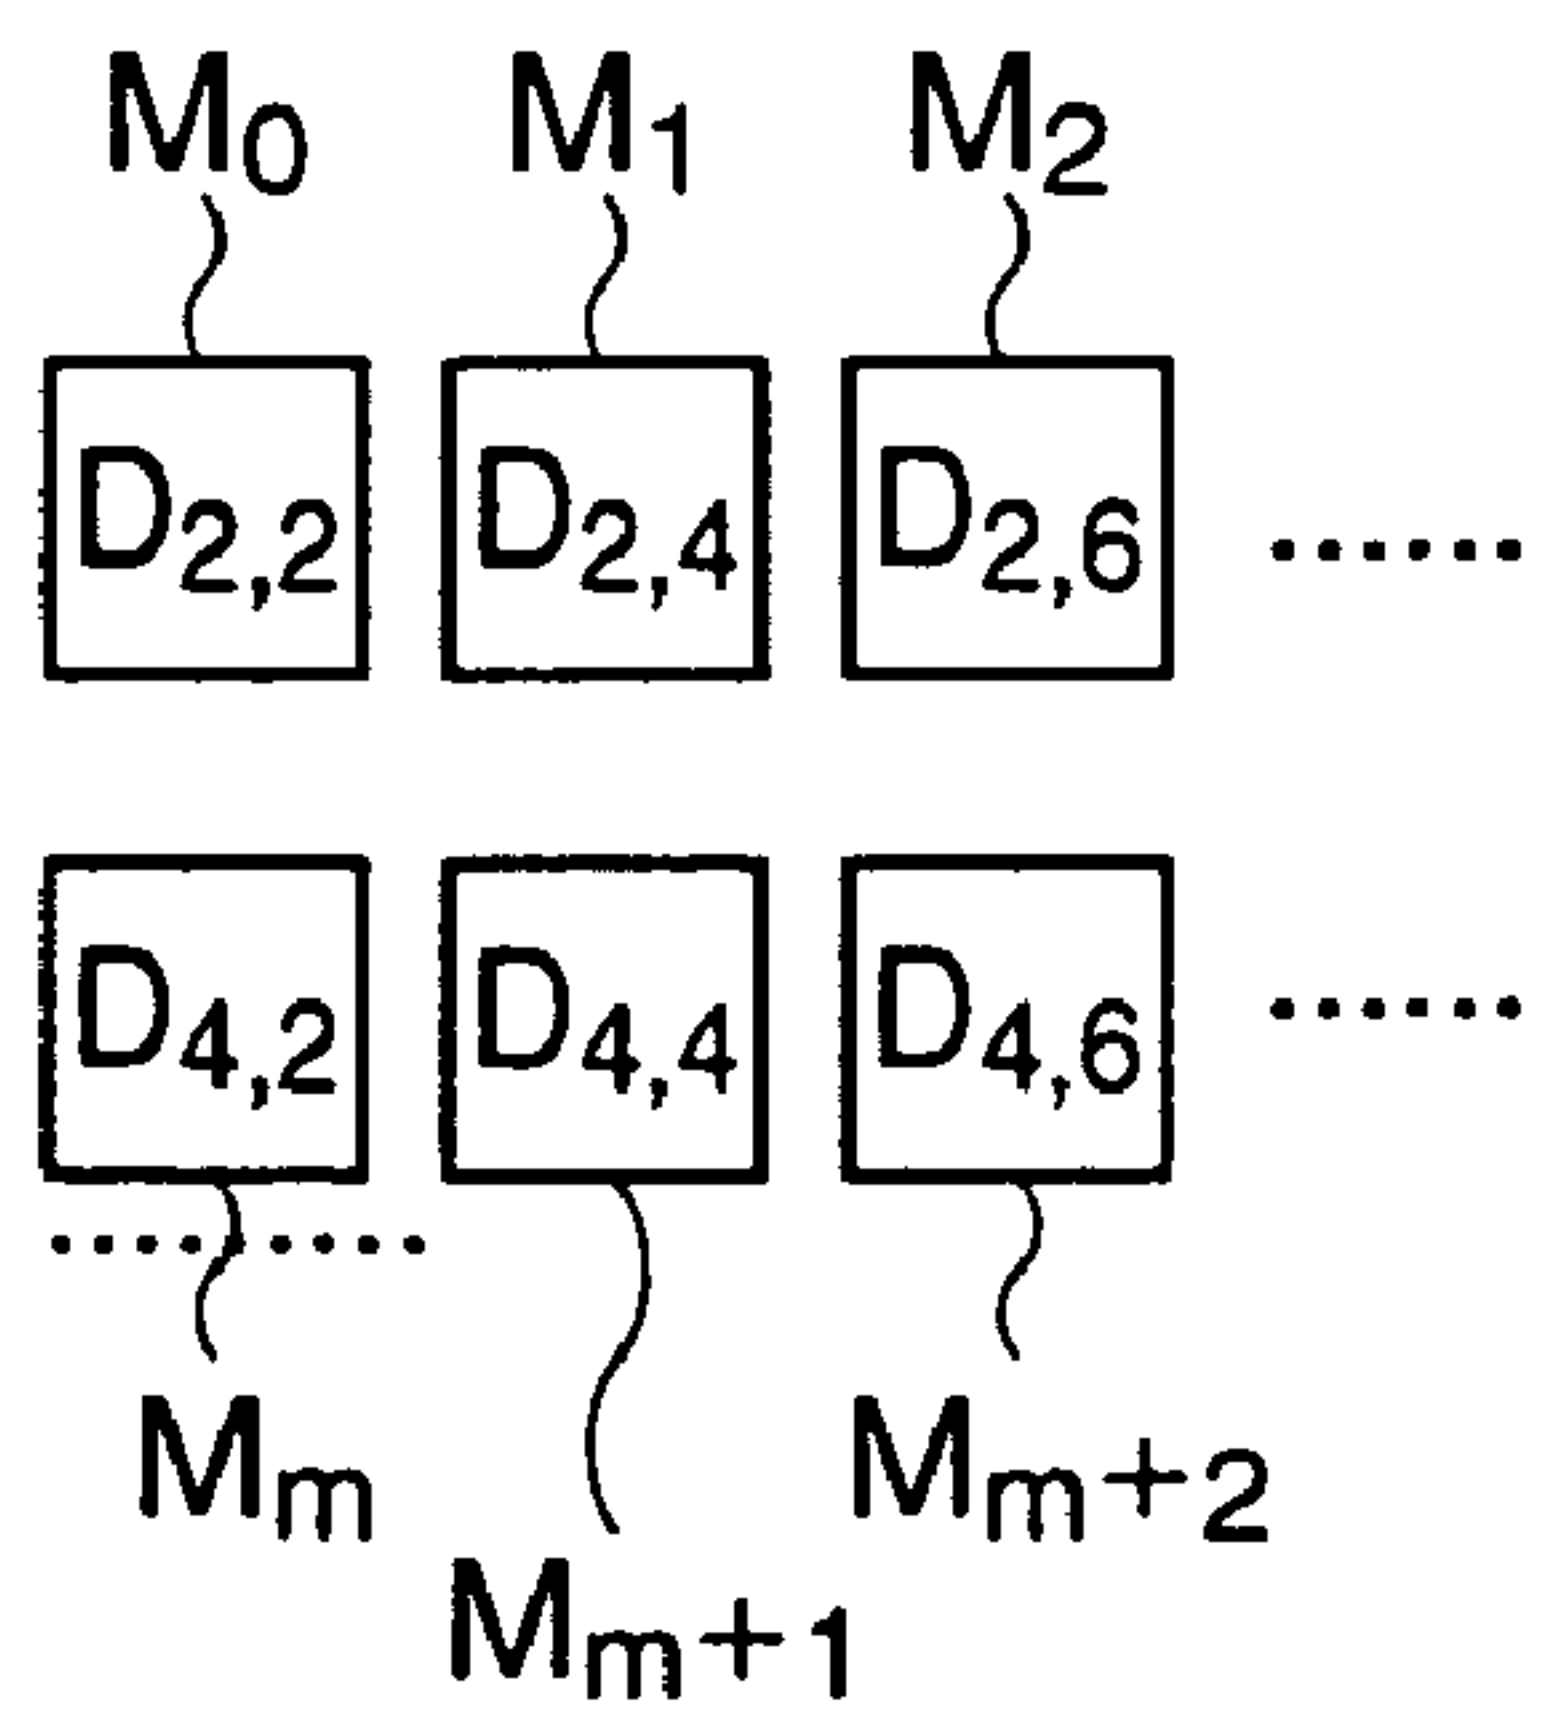 M0 M1 M2
D2,2 D2,4 D2,6 ......
D4,2 D4,4 D4,6 ......
.........
Mm Mm+2
Mm+1